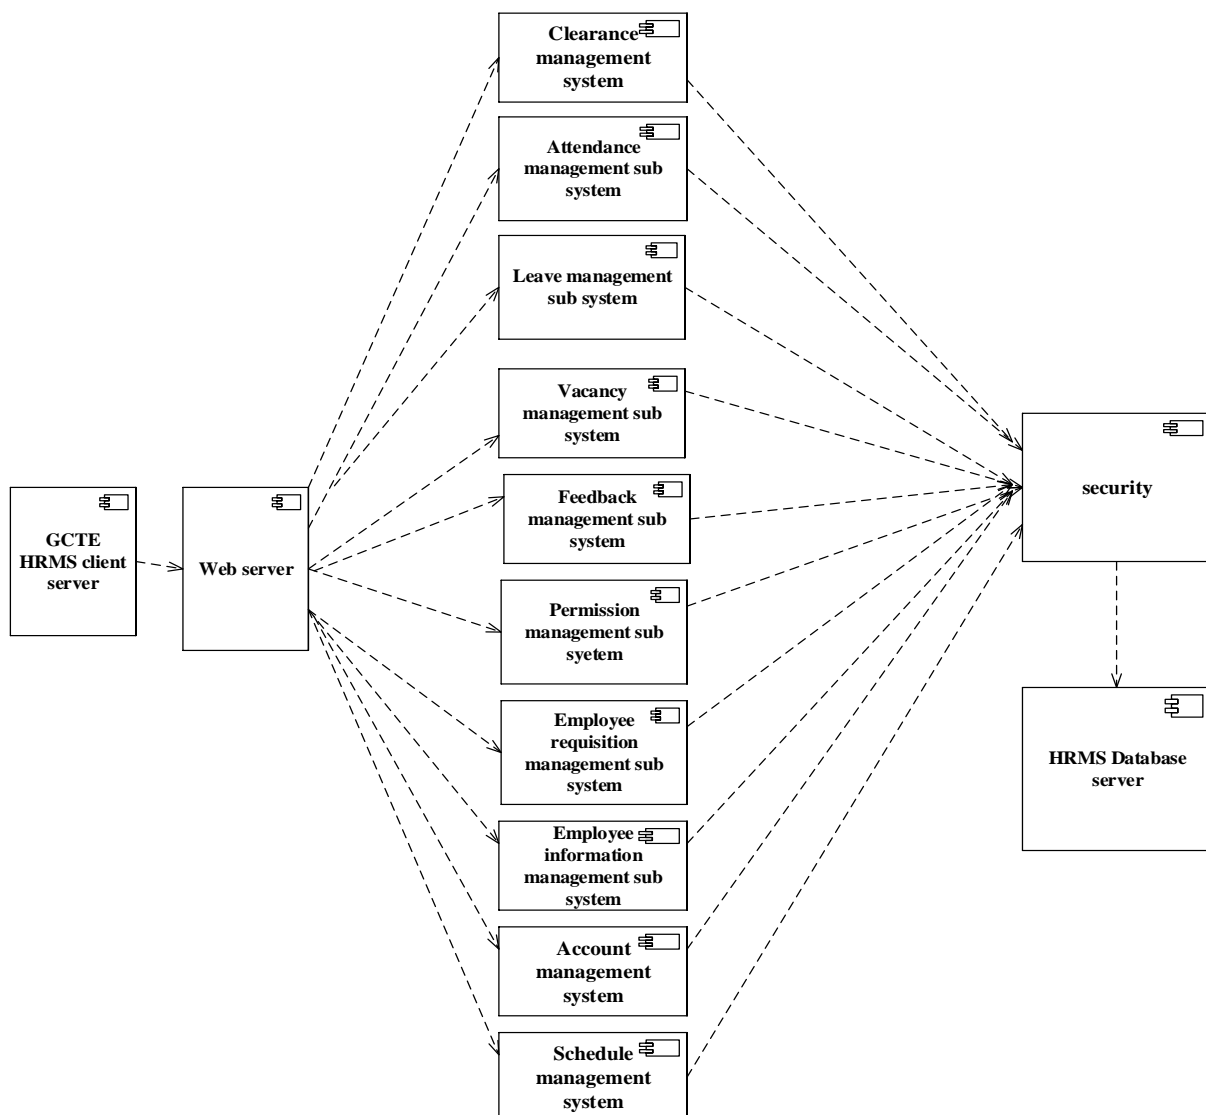 Clearance
management
system
Attendance
management sub
system
Leave management
sub system
Vacancy
management sub
system
Feedback
management sub
system
Permission
management sub
syetem
Employee
requisition
management sub
system
Employee
information
management sub
system
Account
management
system
Schedule
management
system
GCTE
HRMS client
server
Web server
security
HRMS Database
server